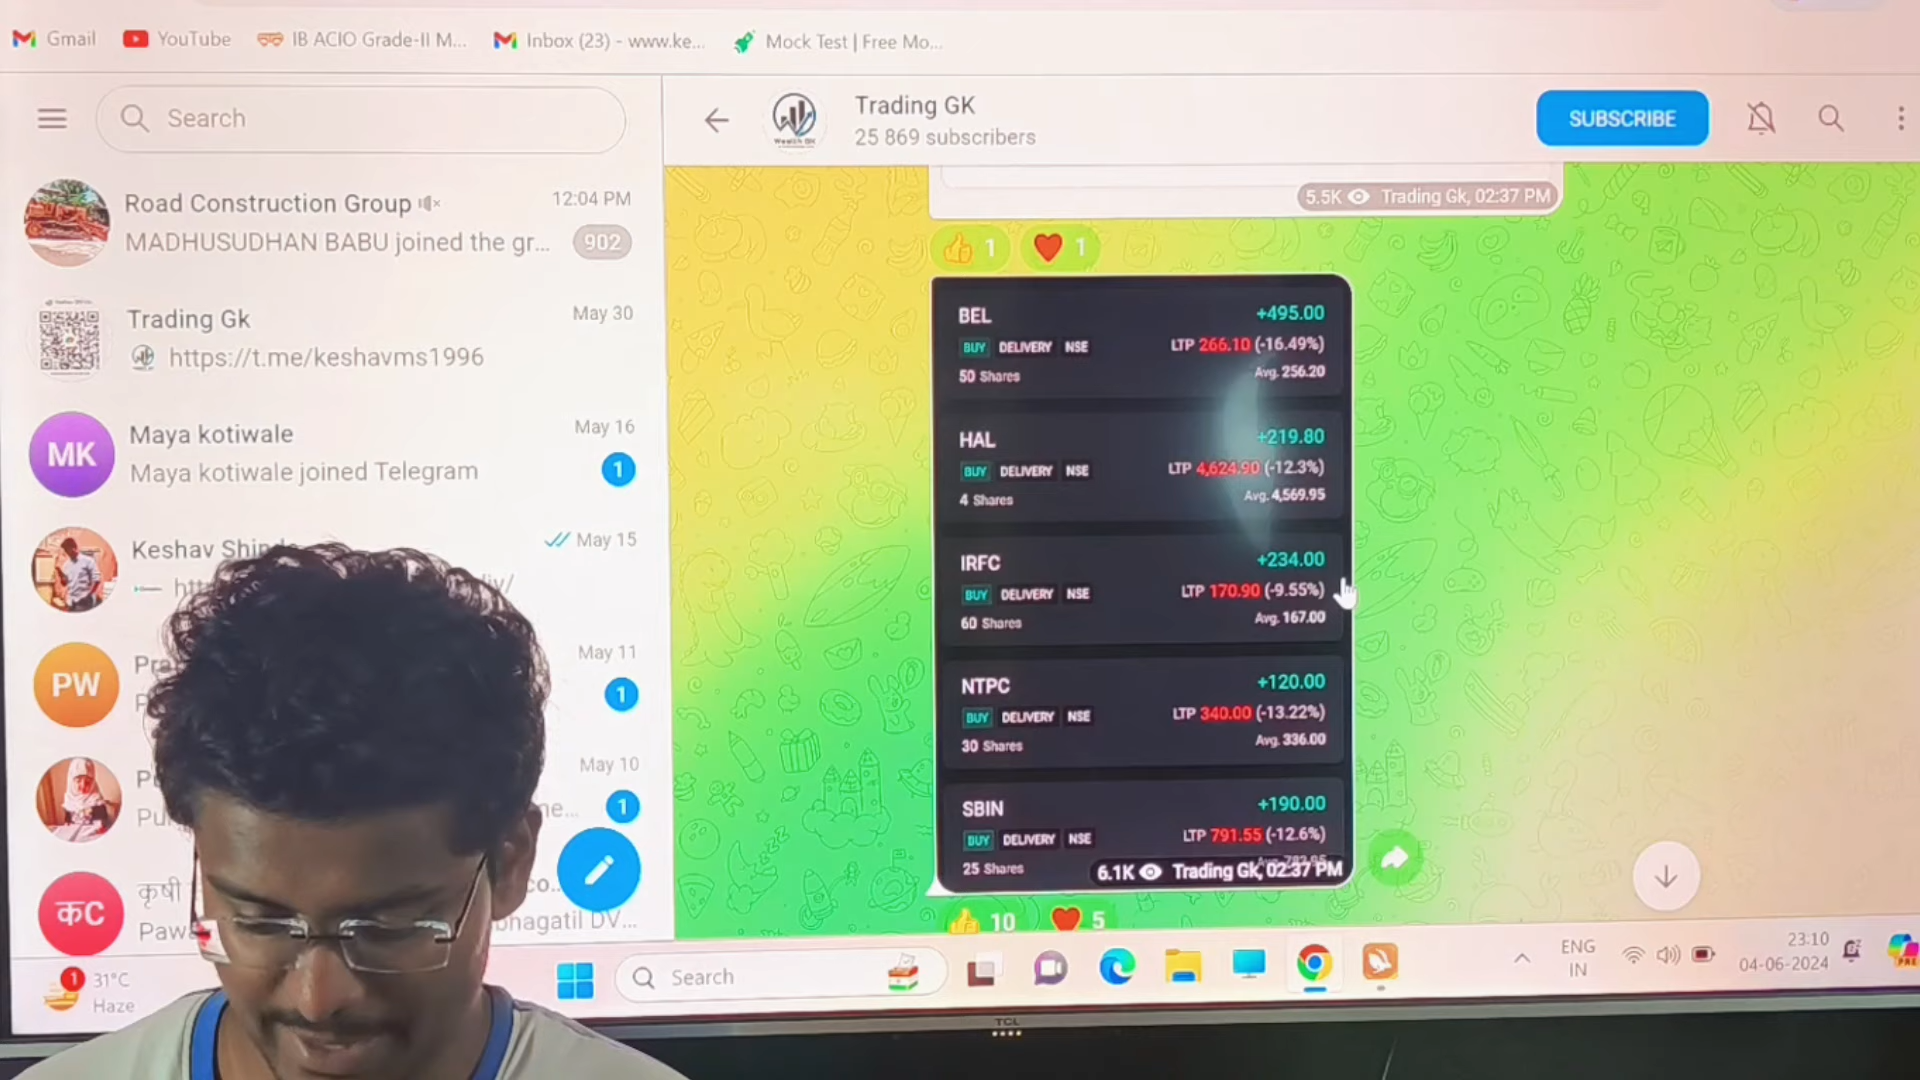 Gmail
YouTube
IB ACIO Grade-II M...
Inbox (23) - www.ke...
Mock Test | Free Mo...
Search
Road Construction Group
12:04 PM
MADHUSUDHAN BABU joined the gr...
902
Trading Gk
May 30
https://t.me/keshavms1996
MK
Maya kotiwale
May 16
Maya kotiwale joined Telegram
1
Keshav Shinde
May 15
PW
May 11
1
May 10
1
कC
कृषी
Pawa
Trading GK
25 869 subscribers
SUBSCRIBE
5.5K Trading Gk, 02:37 PM
1
1
BEL
+495.00
BUY DELIVERY NSE
LTP 266.10 (-16.49%)
50 Shares
Avg. 256.20
HAL
+219.80
BUY DELIVERY NSE
LTP 4,624.90 (-12.3%)
4 Shares
Avg. 4,569.95
IRFC
+234.00
BUY DELIVERY NSE
LTP 170.90 (-9.55%)
60 Shares
Avg. 167.00
NTPC
+120.00
BUY DELIVERY NSE
LTP 340.00 (-13.22%)
30 Shares
Avg. 336.00
SBIN
+190.00
BUY DELIVERY NSE
LTP 791.55 (-12.6%)
25 Shares
6.1K Trading Gk, 02:37 PM
10
5
1
31°C
Haze
Search
ENG
IN
23:10
04-06-2024
TCL